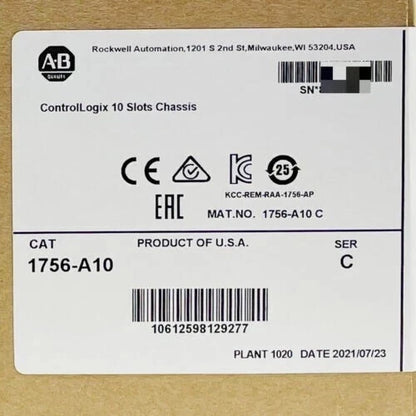 Rockwell Automation,1201 S 2nd St,Milwaukee,WI 53204.USA
A-B
QUALITY
SN*
ControlLogix 10 Slots Chassis
CE
KC
25
KCC-REM-RAA-1756-AP
EAC
MAT.NO. 1756-A10 C
CAT PRODUCT OF U.S.A. SER
1756-A10 C
10612598129277
PLANT 1020 DATE 2021/07/23